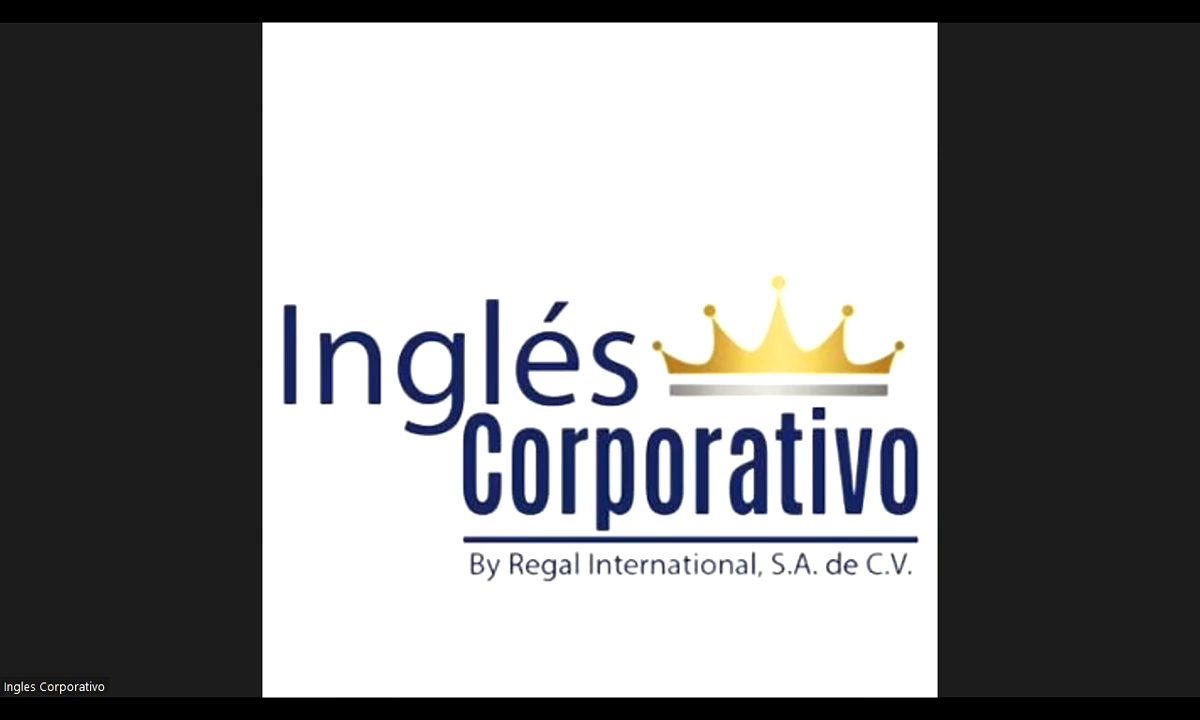 Inglés
Corporativo
By Regal International, S.A. de C.V.
Ingles Corporativo